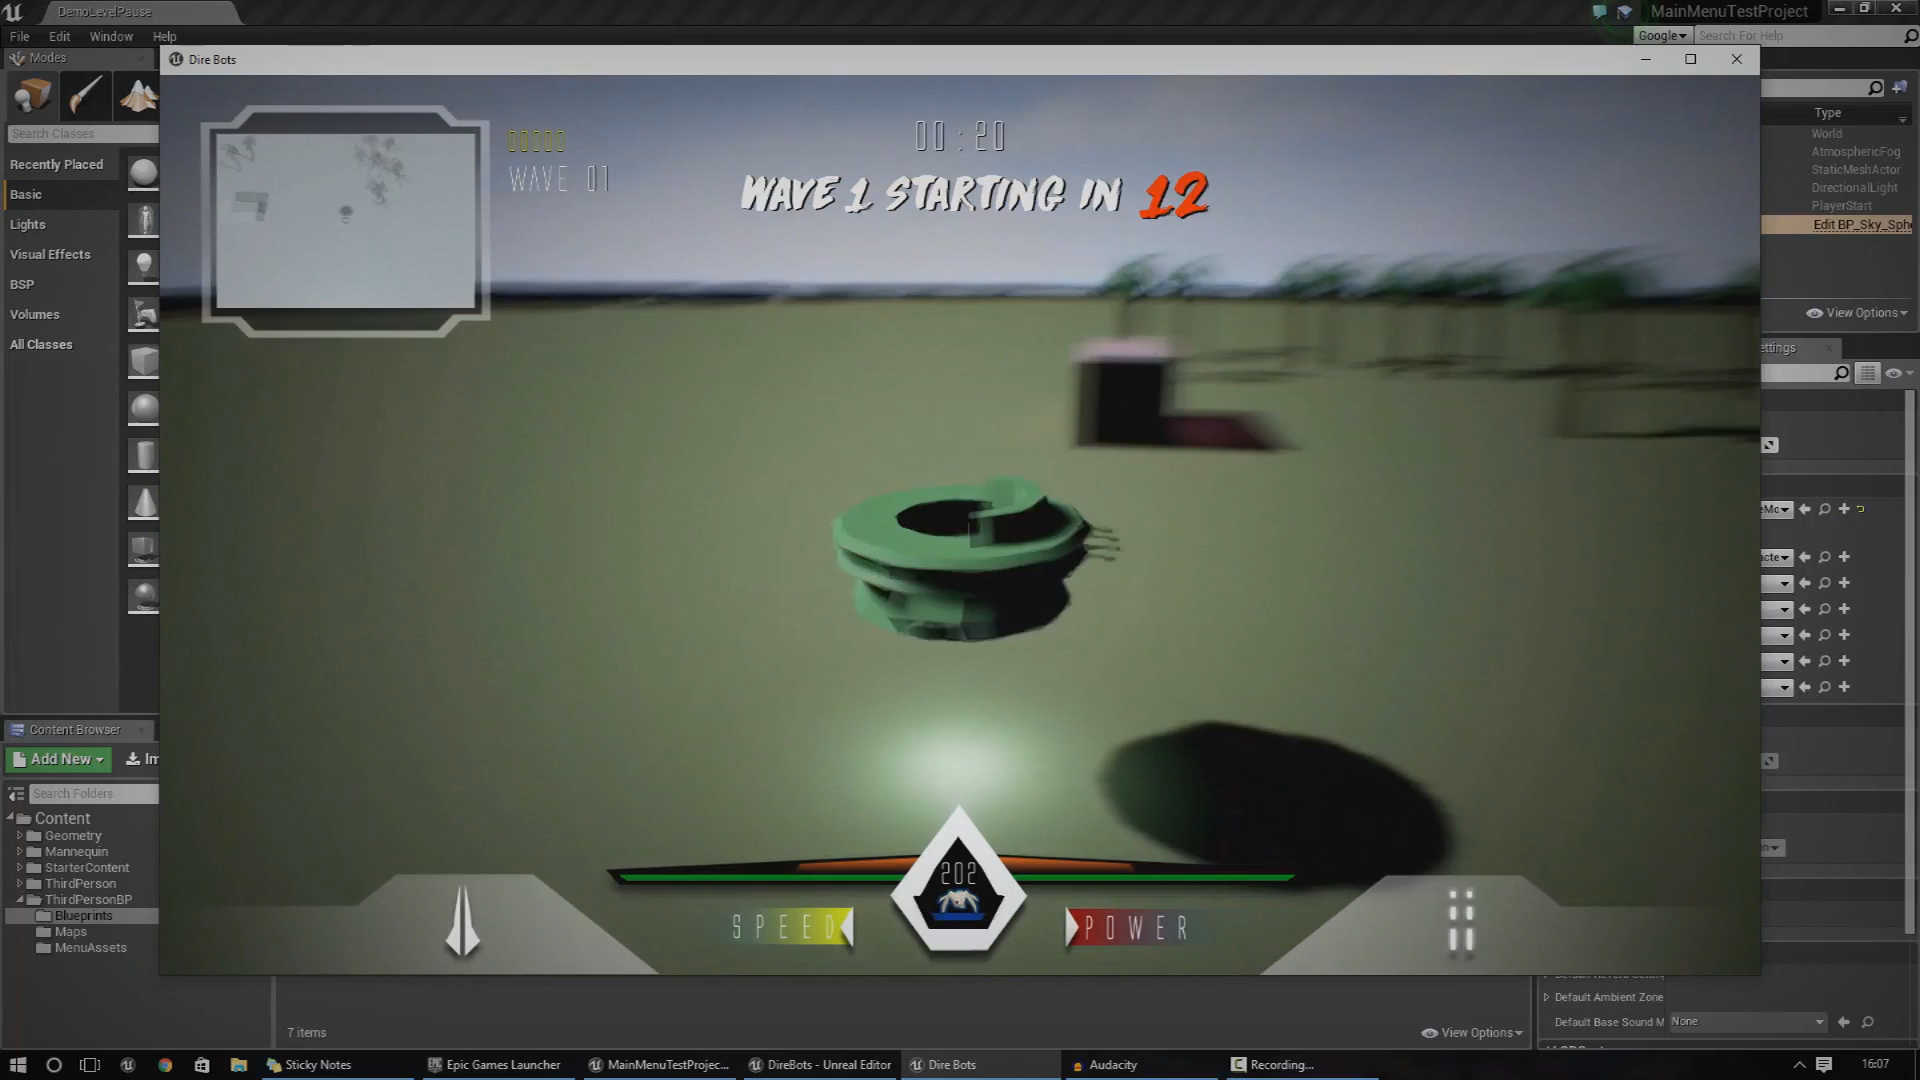 DemoLevelPause
MainMenuTestProject
File Edit Window Help
Google
Search For Help
Modes
Dire Bots
Search Classes
Recently Placed
Basic
Lights
Visual Effects
BSP
Volumes
All Classes
00000
WAVE 01
00:20
WAVE 1 STARTING IN 12
Type
World
AtmosphericFog
StaticMeshActor
DirectionalLight
PlayerStart
Edit BP_Sky_Sph
View Options
ettings
Content Browser
Add New
Im
Search Folders
Content
Geometry
Mannequin
StarterContent
ThirdPerson
ThirdPersonBP
Blueprints
Maps
MenuAssets
202
SPEED
POWER
7 items
View Options
Default Ambient Zone
Default Base Sound M
None
Sticky Notes
Epic Games Launcher
MainMenuTestProjec...
DireBots - Unreal Editor
Dire Bots
Audacity
Recording...
16:07